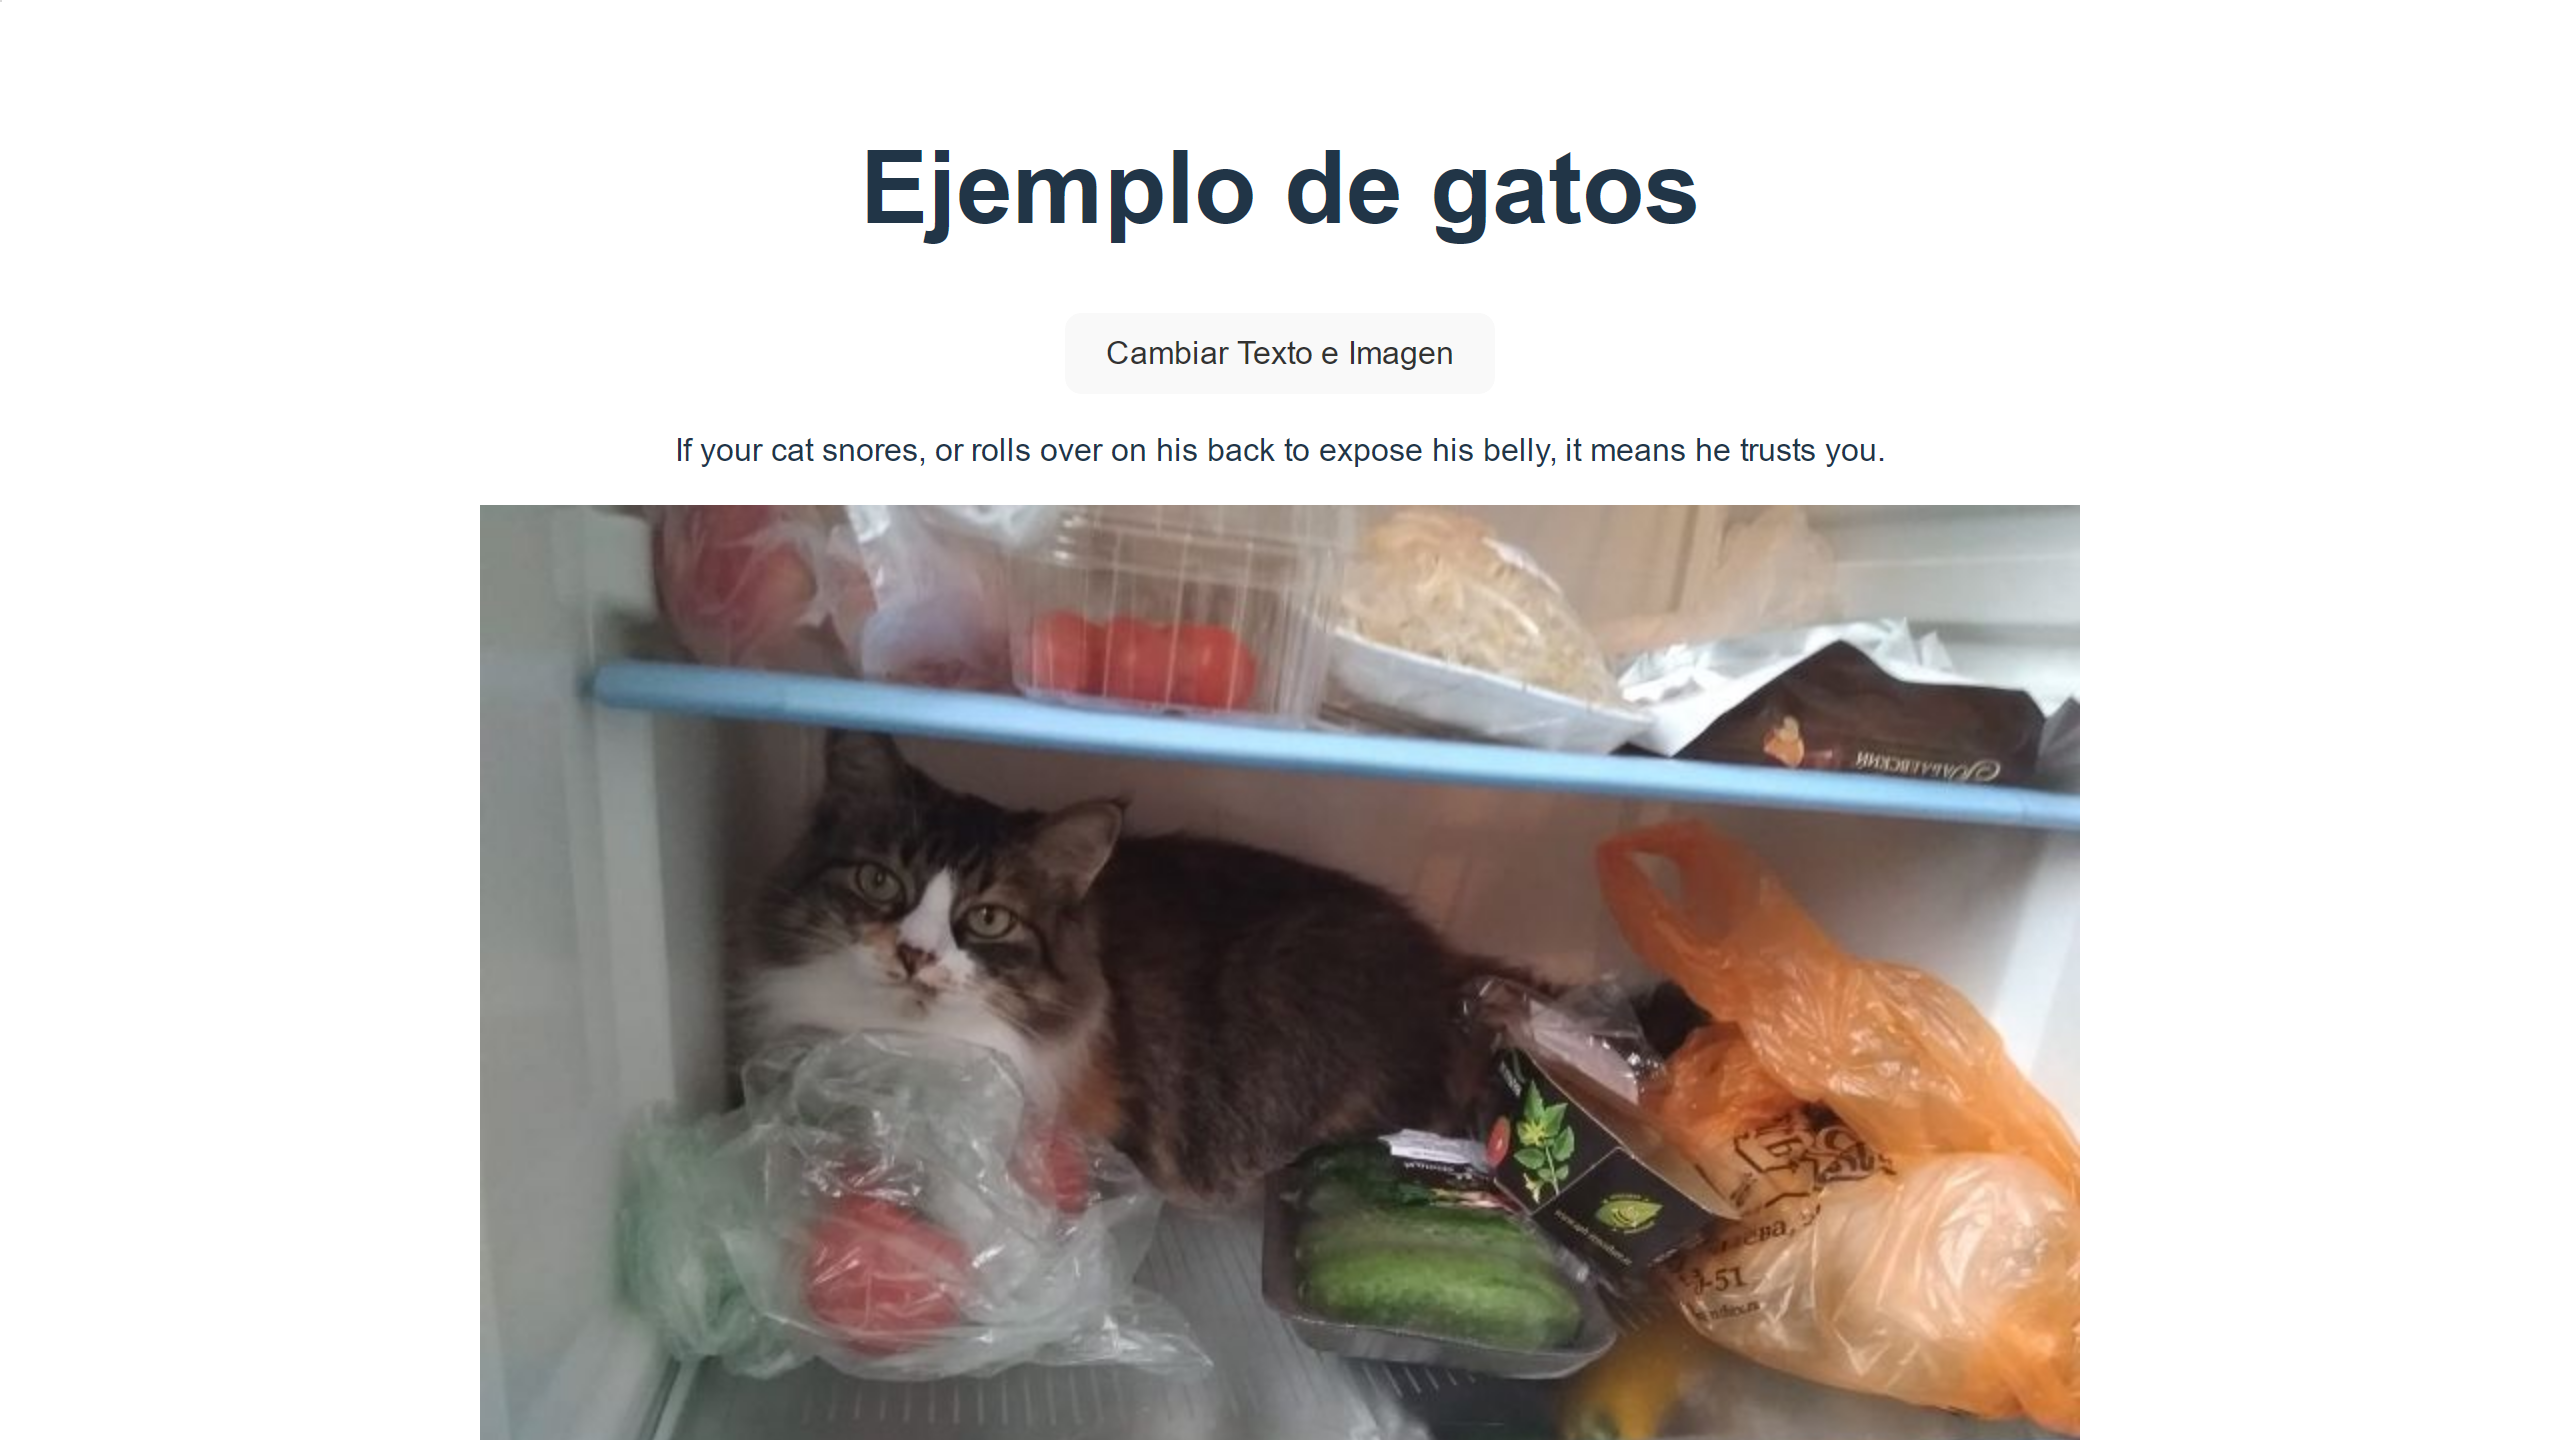 Ejemplo de gatos
Cambiar Texto e Imagen
If your cat snores, or rolls over on his back to expose his belly, it means he trusts you.
-51